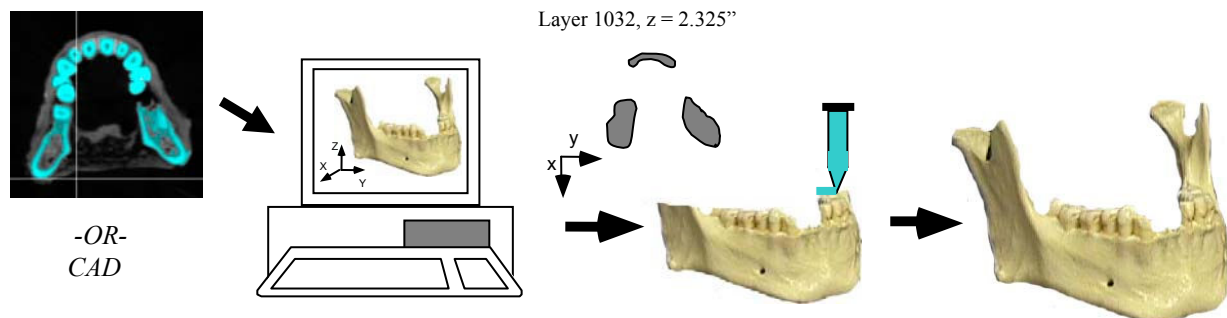 Layer 1032, z = 2.325”
-OR-
CAD
Z
X
Y
y
x